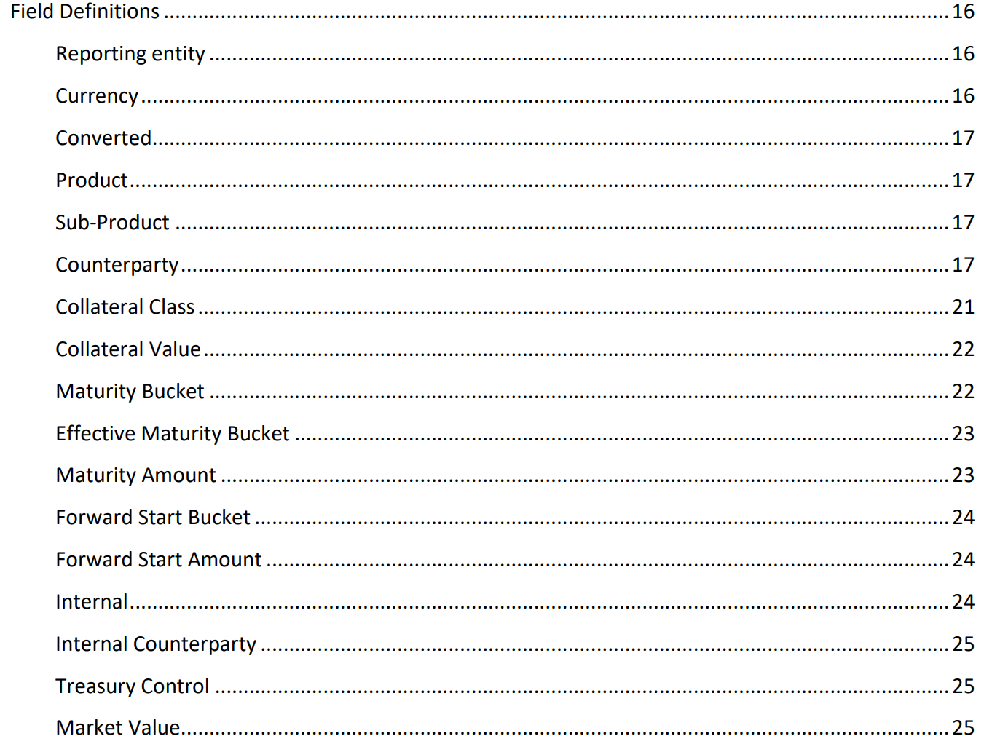 Field Definitions ........................................................................................................................................ 16
Reporting entity ................................................................................................................................ 16
Currency............................................................................................................................................ 16
Converted.......................................................................................................................................... 17
Product.............................................................................................................................................. 17
Sub-Product ...................................................................................................................................... 17
Counterparty..................................................................................................................................... 17
Collateral Class .................................................................................................................................. 21
Collateral Value ................................................................................................................................. 22
Maturity Bucket ................................................................................................................................ 22
Effective Maturity Bucket ................................................................................................................. 23
Maturity Amount .............................................................................................................................. 23
Forward Start Bucket ........................................................................................................................ 24
Forward Start Amount ...................................................................................................................... 24
Internal.............................................................................................................................................. 24
Internal Counterparty ....................................................................................................................... 25
Treasury Control ............................................................................................................................... 25
Market Value..................................................................................................................................... 25